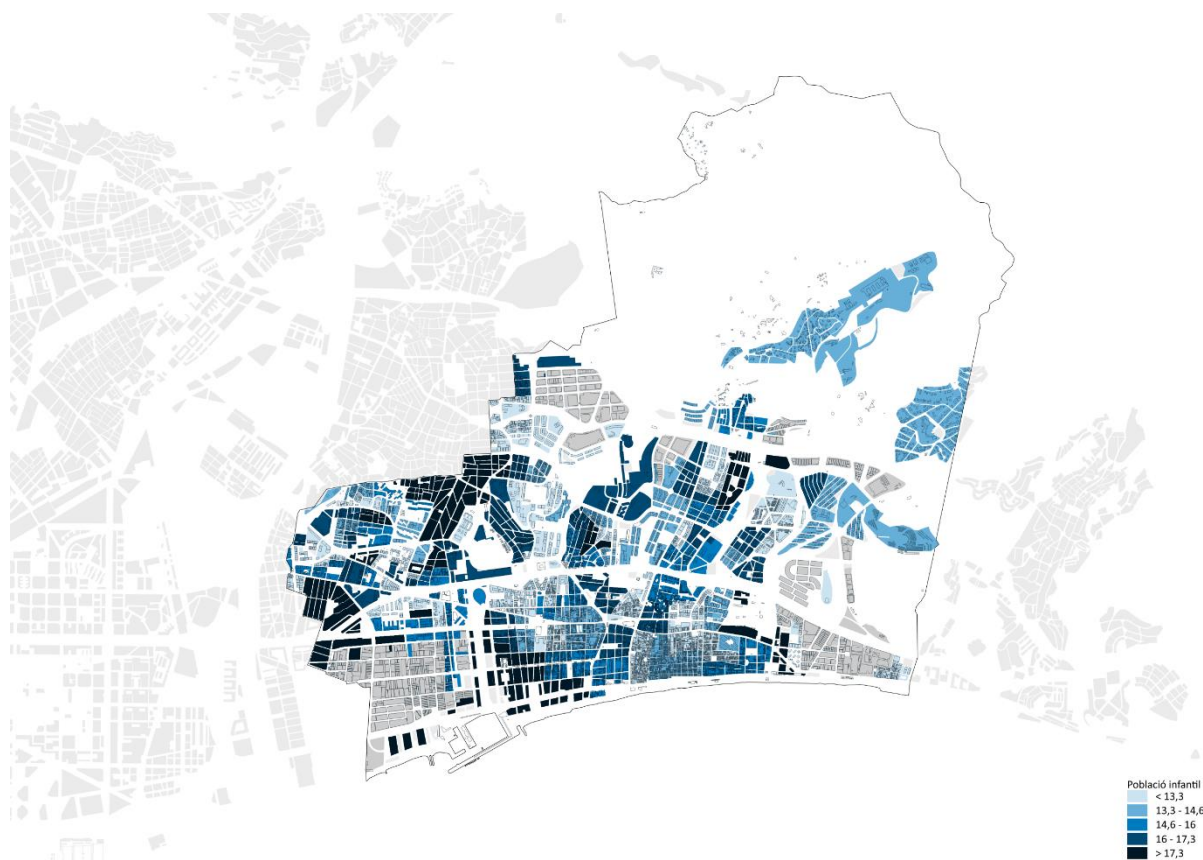 Població infantil
< 13,3
13,3 - 14,6
14,6 - 16
16 - 17,3
> 17,3